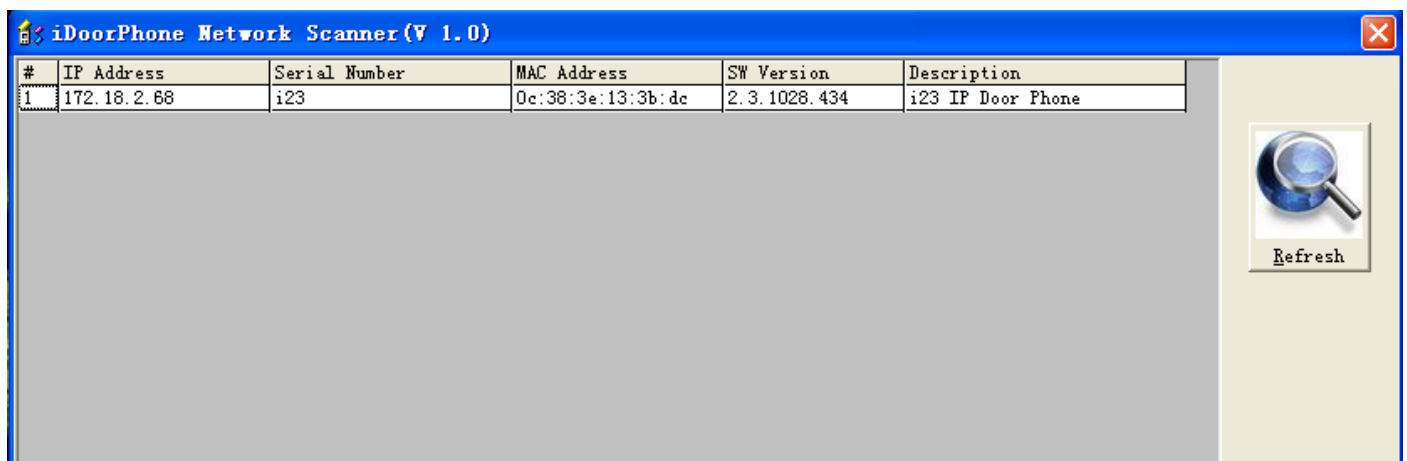 iDoorPhone Network Scanner(V 1.0)
# IP Address Serial Number MAC Address SW Version Description
1 172.18.2.68 i23 0c:38:3e:13:3b:dc 2.3.1028.434 i23 IP Door Phone
Refresh